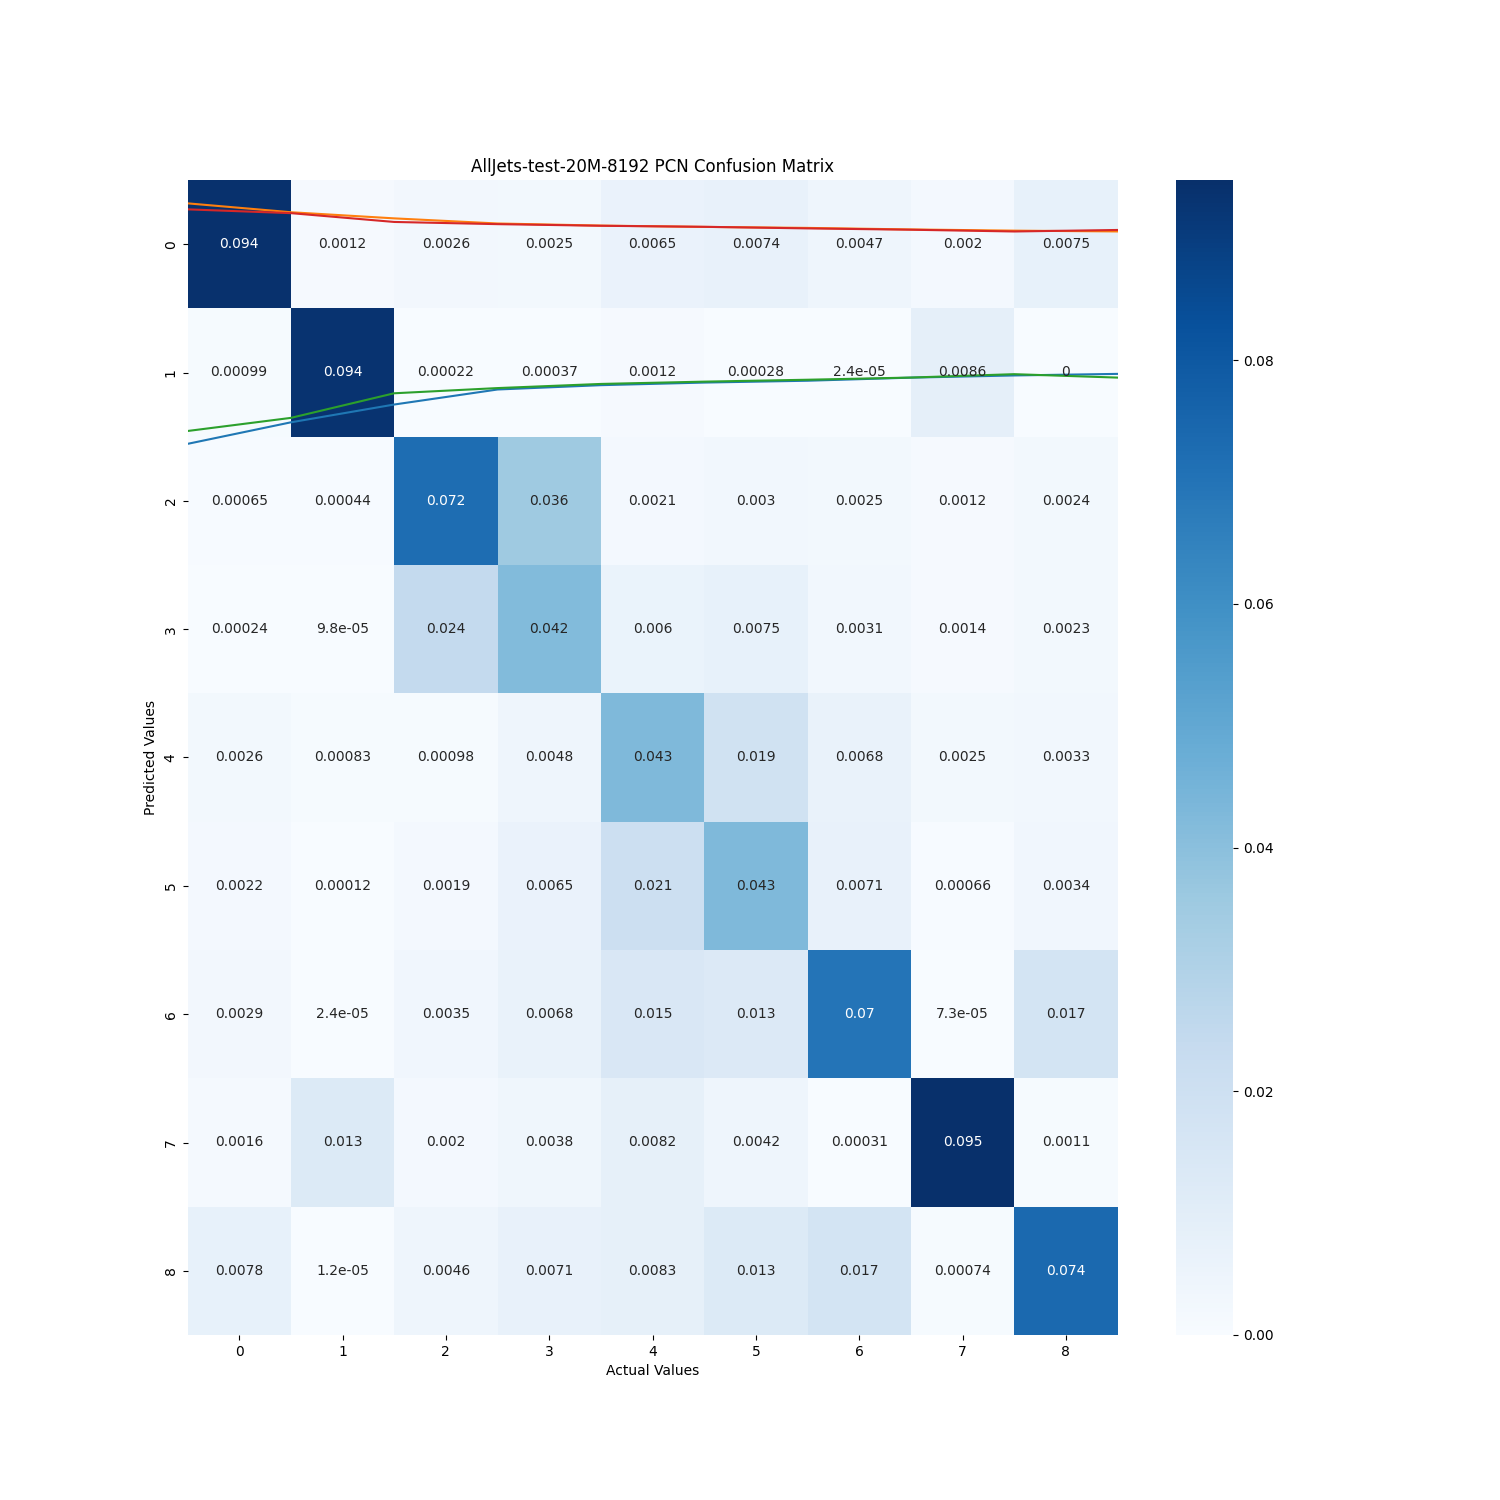 AllJets-test-20M-8192 PCN Confusion Matrix
0 0.094 0.0012 0.0026 0.0025 0.0065 0.0074 0.0047 0.002 0.0075
0.08
1 0.00099 0.094 0.00022 0.00037 0.0012 0.00028 2.4e-05 0.0086 0
2 0.00065 0.00044 0.072 0.036 0.0021 0.003 0.0025 0.0012 0.0024
0.06
3 0.00024 9.8e-05 0.024 0.042 0.006 0.0075 0.0031 0.0014 0.0023
Predicted Values
4 0.0026 0.00083 0.00098 0.0048 0.043 0.019 0.0068 0.0025 0.0033
0.04
5 0.0022 0.00012 0.0019 0.0065 0.021 0.043 0.0071 0.00066 0.0034
6 0.0029 2.4e-05 0.0035 0.0068 0.015 0.013 0.07 7.3e-05 0.017
0.02
7 0.0016 0.013 0.002 0.0038 0.0082 0.0042 0.00031 0.095 0.0011
8 0.0078 1.2e-05 0.0046 0.0071 0.0083 0.013 0.017 0.00074 0.074
0.00
0 1 2 3 4 5 6 7 8
Actual Values